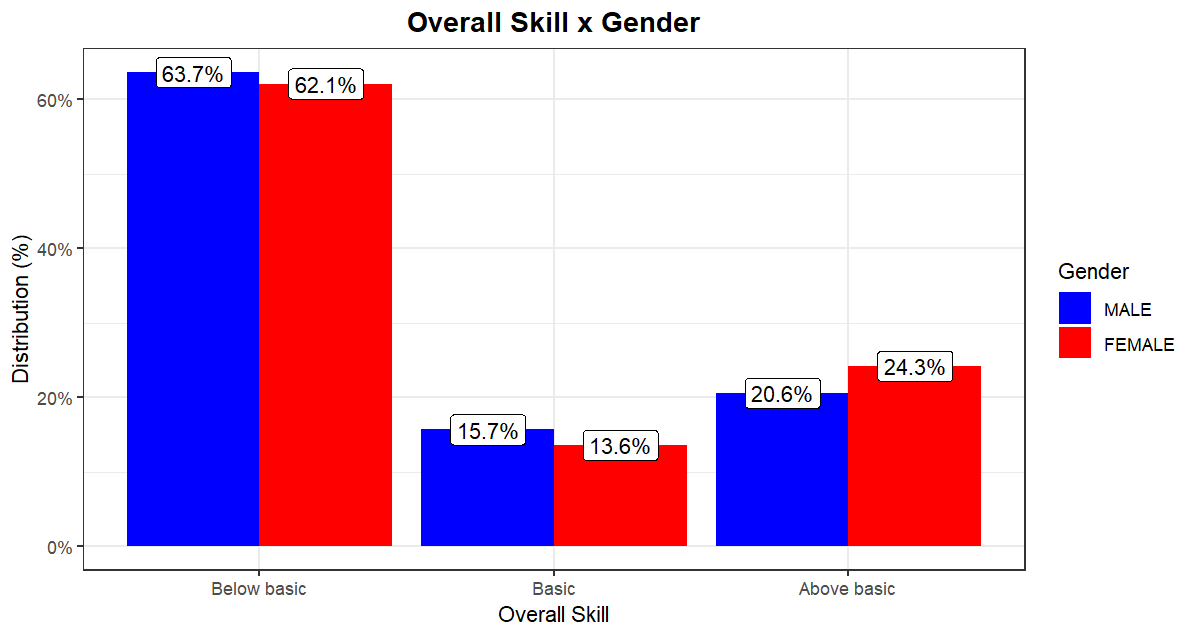 Overall Skill x Gender
Distribution (%)
60%
40%
20%
0%
63.7%
62.1%
15.7%
13.6%
20.6%
24.3%
Below basic
Basic
Above basic
Overall Skill
Gender
MALE
FEMALE